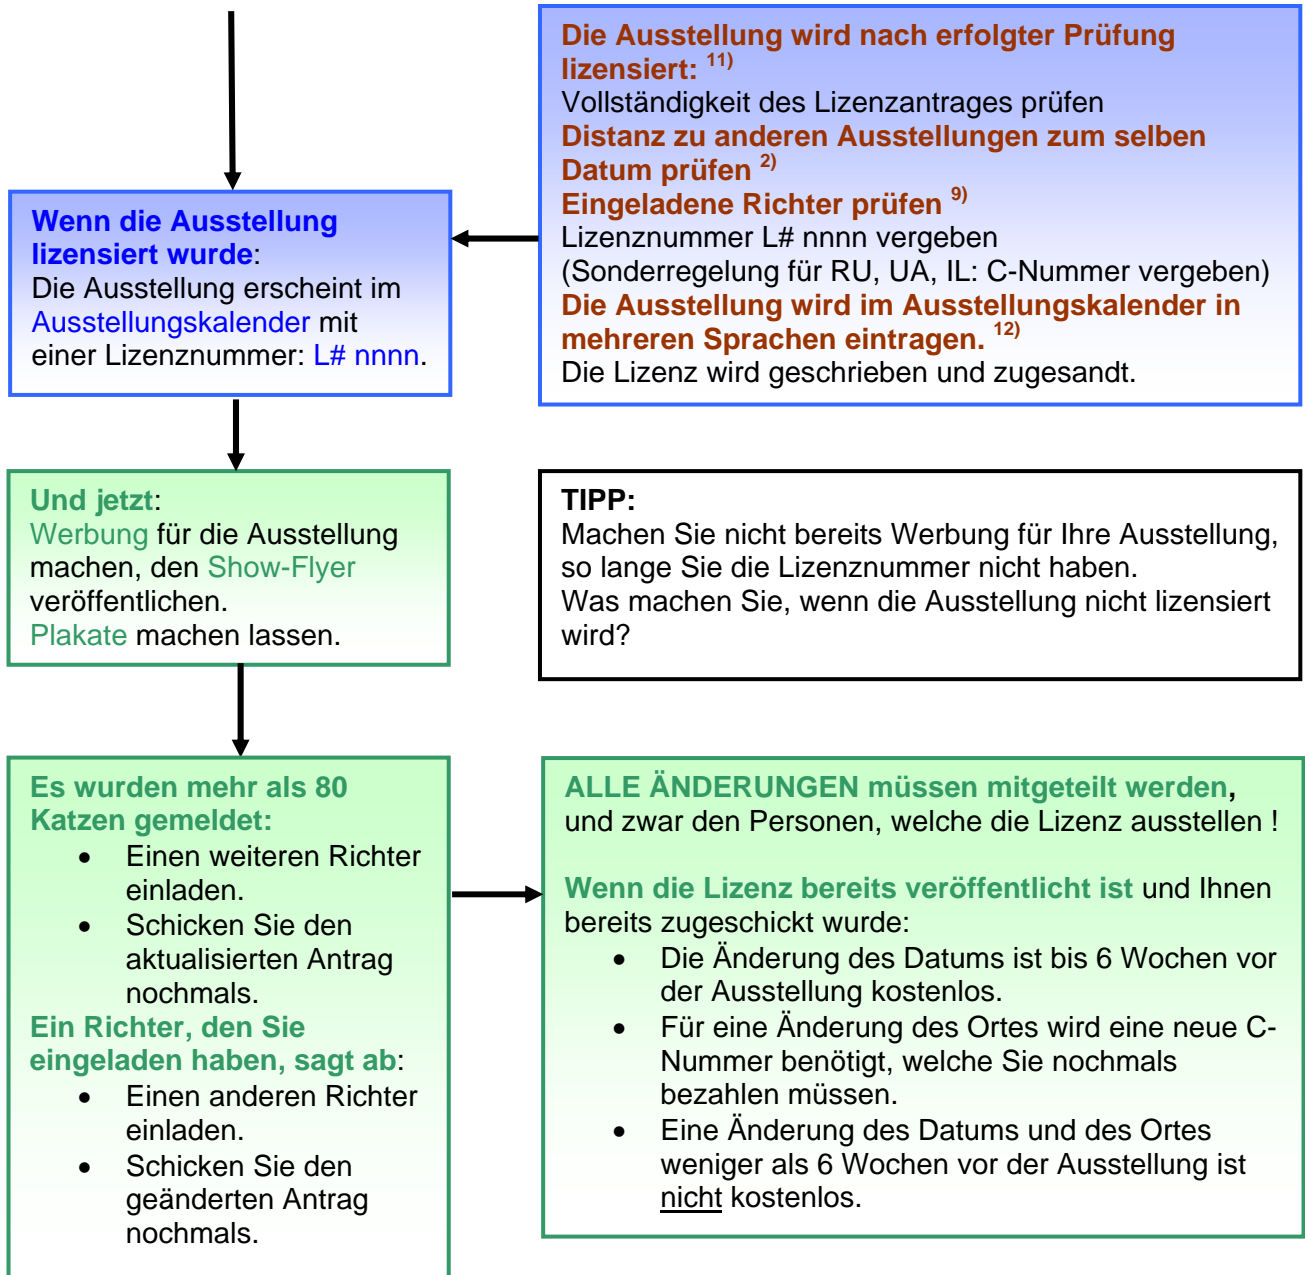 Die Ausstellung wird nach erfolgter Prüfung
lizensiert: 11)
Vollständigkeit des Lizenzantrages prüfen
Distanz zu anderen Ausstellungen zum selben
Datum prüfen 2)
Eingeladene Richter prüfen 9)
Lizenznummer L# nnnn vergeben
(Sonderregelung für RU, UA, IL: C-Nummer vergeben)
Die Ausstellung wird im Ausstellungskalender in
mehreren Sprachen eintragen. 12)
Die Lizenz wird geschrieben und zugesandt.
Wenn die Ausstellung
lizensiert wurde:
Die Ausstellung erscheint im
Ausstellungskalender mit
einer Lizenznummer: L# nnnn.
Und jetzt:
Werbung für die Ausstellung
machen, den Show-Flyer
veröffentlichen.
Plakate machen lassen.
TIPP:
Machen Sie nicht bereits Werbung für Ihre Ausstellung,
so lange Sie die Lizenznummer nicht haben.
Was machen Sie, wenn die Ausstellung nicht lizensiert
wird?
Es wurden mehr als 80
Katzen gemeldet:
• Einen weiteren Richter
einladen.
• Schicken Sie den
aktualisierten Antrag
nochmals.
Ein Richter, den Sie
eingeladen haben, sagt ab:
• Einen anderen Richter
einladen.
• Schicken Sie den
geänderten Antrag
nochmals.
ALLE ÄNDERUNGEN müssen mitgeteilt werden,
und zwar den Personen, welche die Lizenz ausstellen !
Wenn die Lizenz bereits veröffentlicht ist und Ihnen
bereits zugeschickt wurde:
• Die Änderung des Datums ist bis 6 Wochen vor
der Ausstellung kostenlos.
• Für eine Änderung des Ortes wird eine neue C-
Nummer benötigt, welche Sie nochmals
bezahlen müssen.
• Eine Änderung des Datums und des Ortes
weniger als 6 Wochen vor der Ausstellung ist
nicht kostenlos.